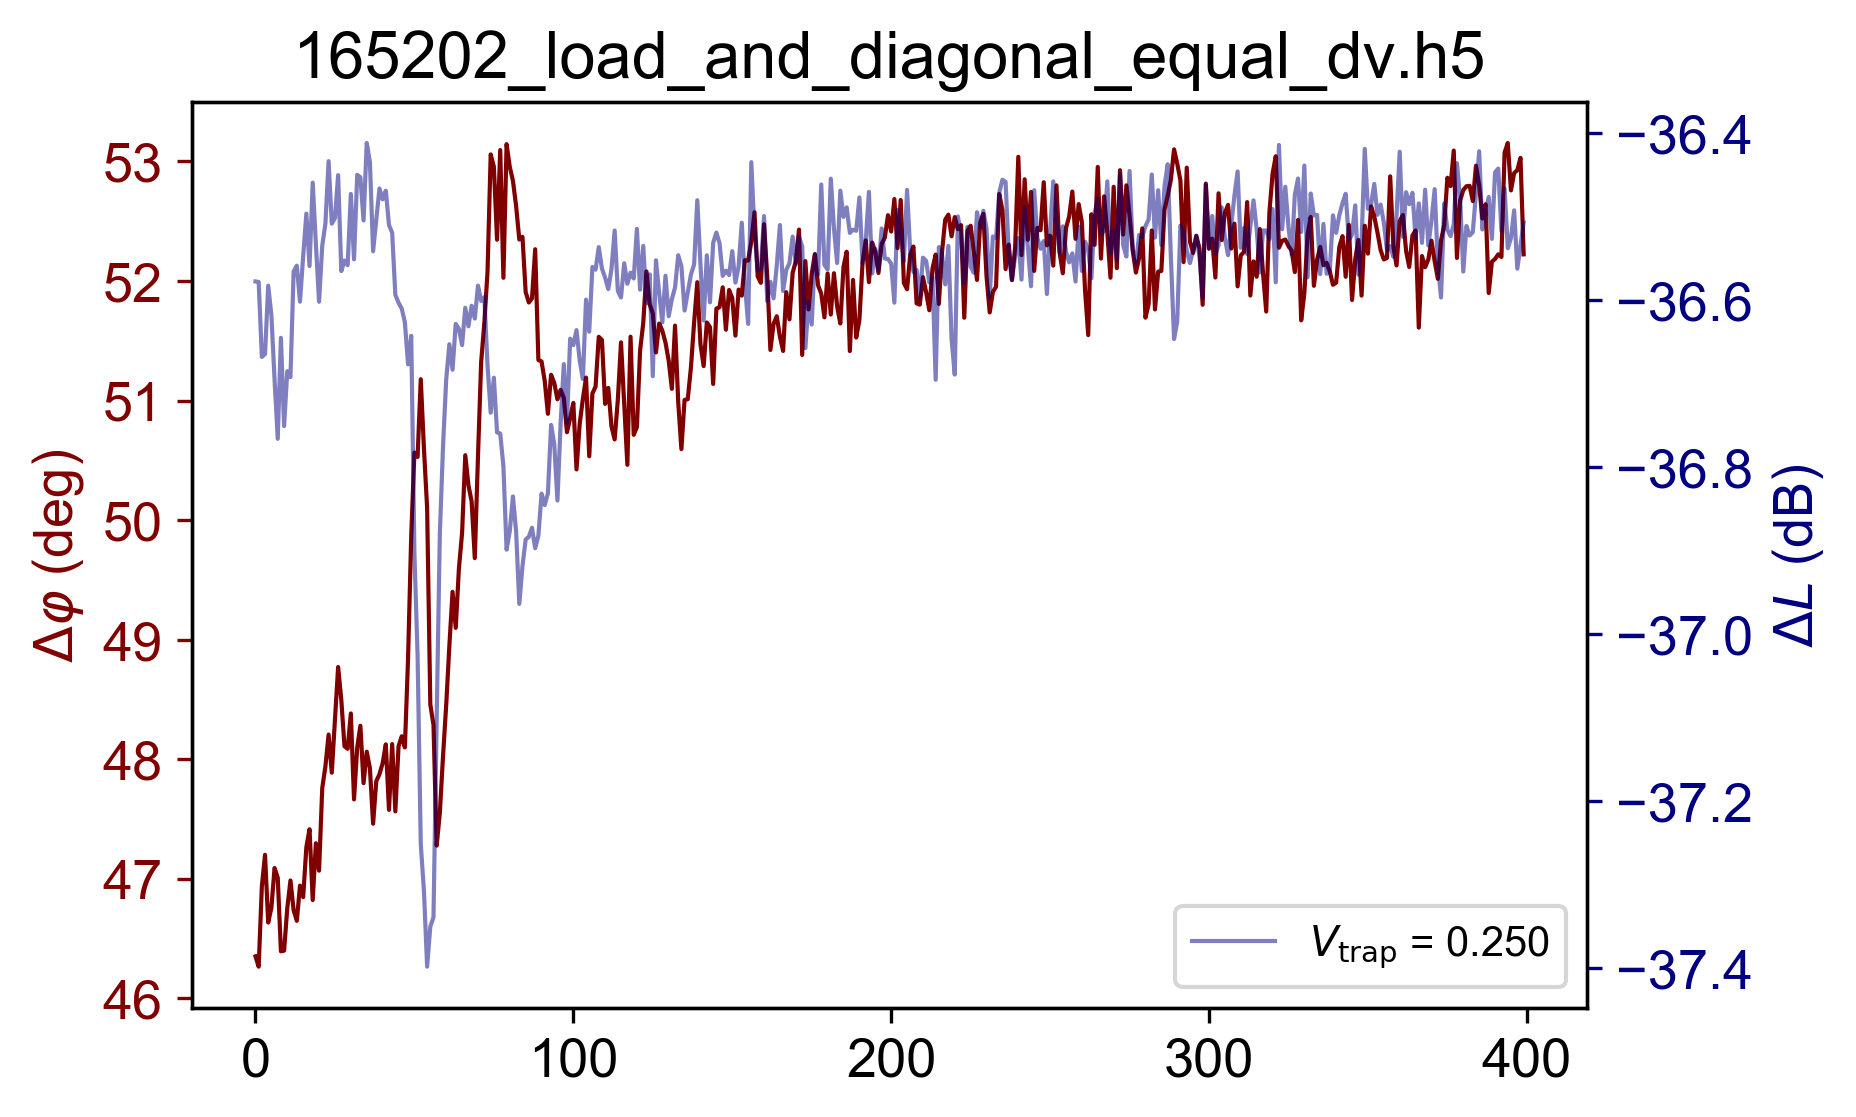 165202_load_and_diagonal_equal_dv.h5
53
52
51
50
49
48
47
46
Δφ (deg)
−36.4
−36.6
−36.8
−37.0
−37.2
−37.4
ΔL (dB)
V_trap = 0.250
0 100 200 300 400